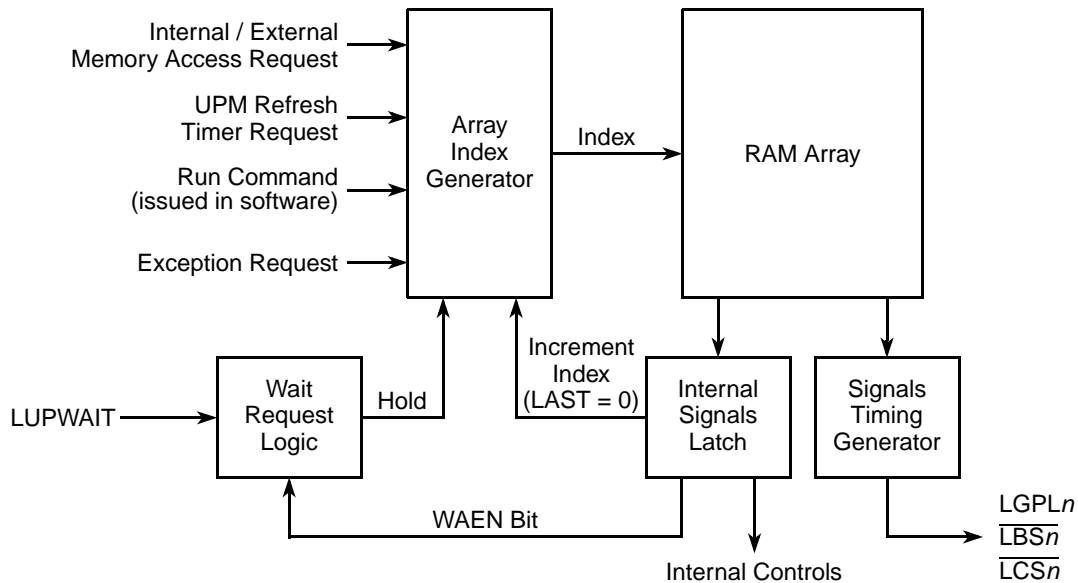 Internal / External
Memory Access Request
UPM Refresh
Timer Request
Run Command
(issued in software)
Exception Request
Array
Index
Generator
Index
RAM Array
LUPWAIT
Wait
Request
Logic
Hold
Increment
Index
(LAST = 0)
Internal
Signals
Latch
Signals
Timing
Generator
WAEN Bit
Internal Controls
LGPLn
LBSn
LCSn